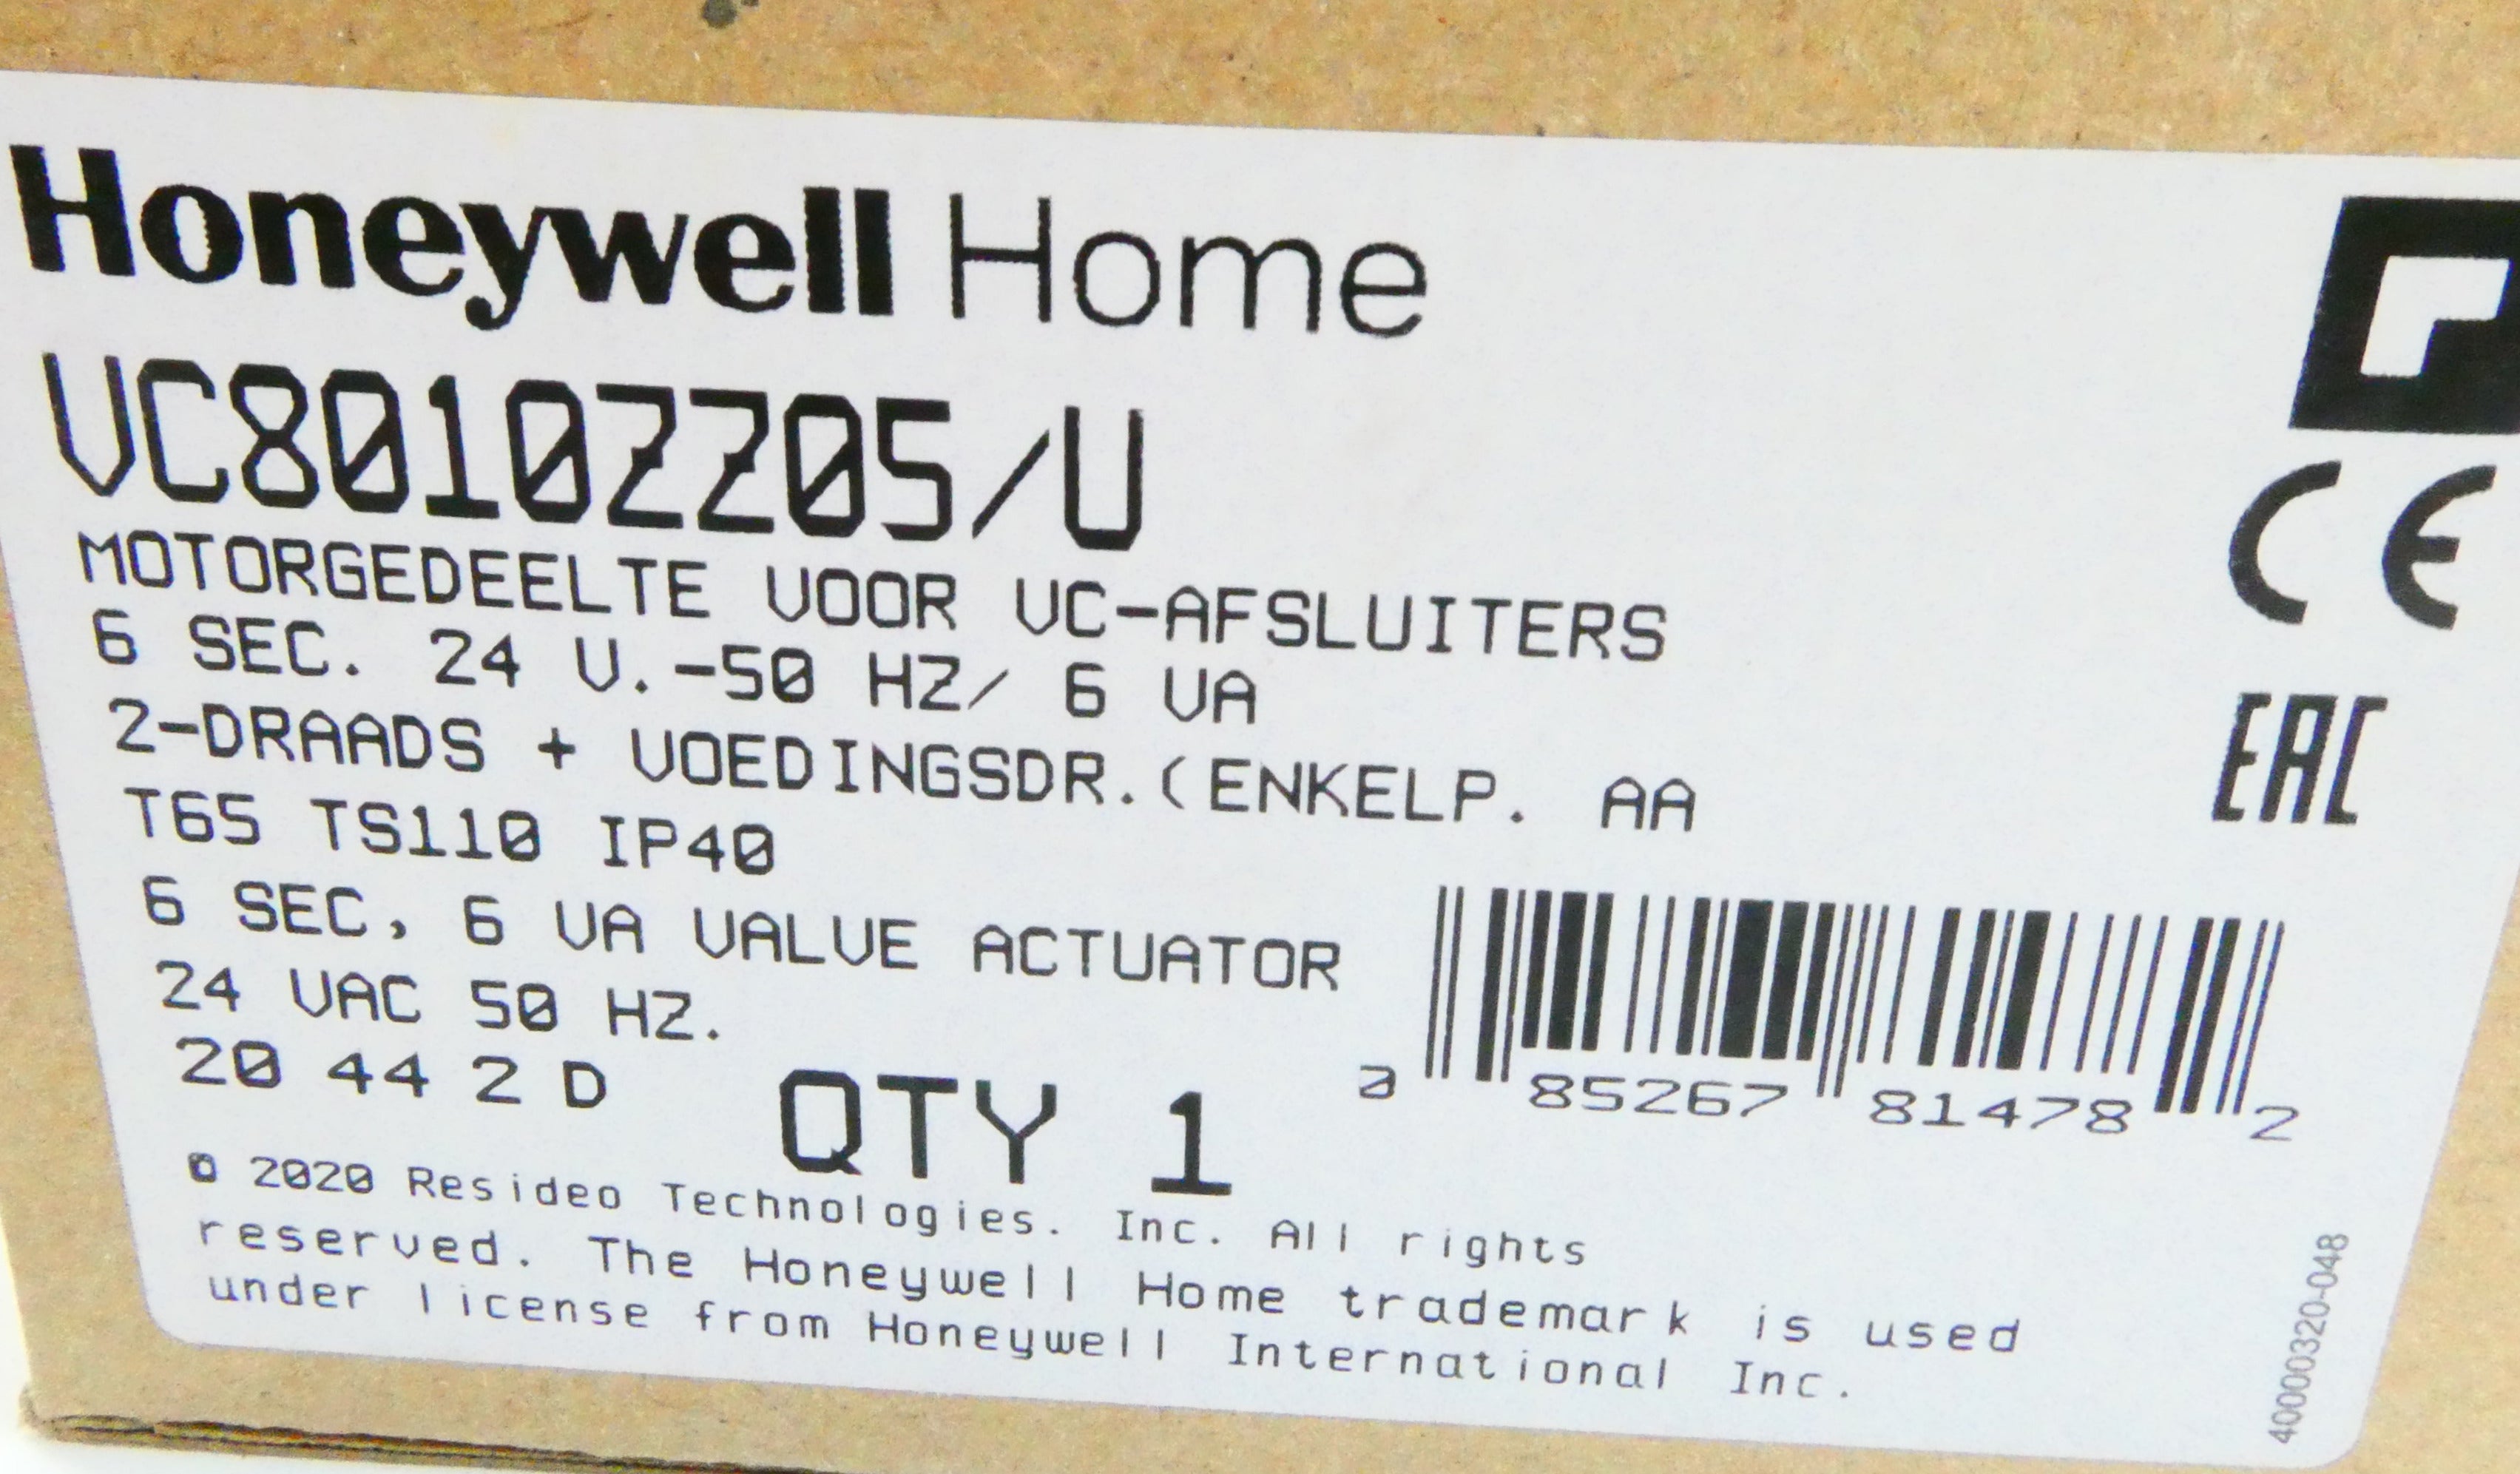 Honeywell Home
VC8010ZZ05/U
MOTORGEDEELTE VOOR VC-AFSLUITERS
6 SEC. 24 V.-50 HZ/ 6 VA
2-DRAADS + VOEDINGSDR.(ENKELP. AA
T65 TS110 IP40
6 SEC, 6 VA VALVE ACTUATOR
24 VAC 50 HZ.
20 44 2 D
QTY 1
© 2020 Resideo Technologies. Inc. All rights
reserved. The Honeywell Home trademark is used
under license from Honeywell International Inc.
CE
EAC
85267 81478 2
40000320-048